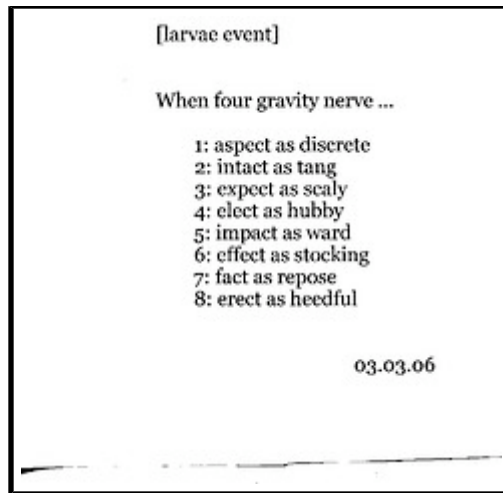 [larvae event]
When four gravity nerve ...
1: aspect as discrete
2: intact as tang
3: expect as scaly
4: elect as hubby
5: impact as ward
6: effect as stocking
7: fact as repose
8: erect as heedful
03.03.06